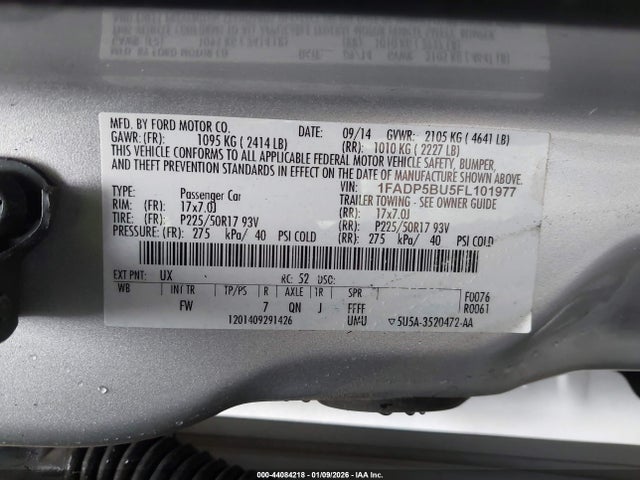 MFD. BY FORD MOTOR CO. DATE: 09/14 GVWR: 2105 KG ( 4641 LB)
GAWR: (FR): 1095 KG ( 2414 LB) (RR): 1010 KG ( 2227 LB)
THIS VEHICLE CONFORMS TO ALL APPLICABLE FEDERAL MOTOR VEHICLE SAFETY, BUMPER,
AND THEFT PREVENTION STANDARDS IN EFFECT ON THE DATE OF MANUFACTURE SHOWN ABOVE.
VIN: 1FADP5BU5FL101977
TYPE: Passenger Car TRAILER TOWING - SEE OWNER GUIDE
RIM: (FR): 17x7.0J (RR): 17x7.0J
TIRE: (FR): P225/50R17 93V (RR): P225/50R17 93V
PRESSURE: (FR): 275 kPa/ 40 PSI COLD (RR): 275 kPa/ 40 PSI COLD
EXT PNT: UX RC: 52 DSO:
WB INT TR TP/PS R AXLE TR SPR F0076
FW 7 QN J FFFF R0061
1201409291426 UMU ▽5U5A-3520472-AA
000-44084218 - 01/09/2026 - IAA Inc.